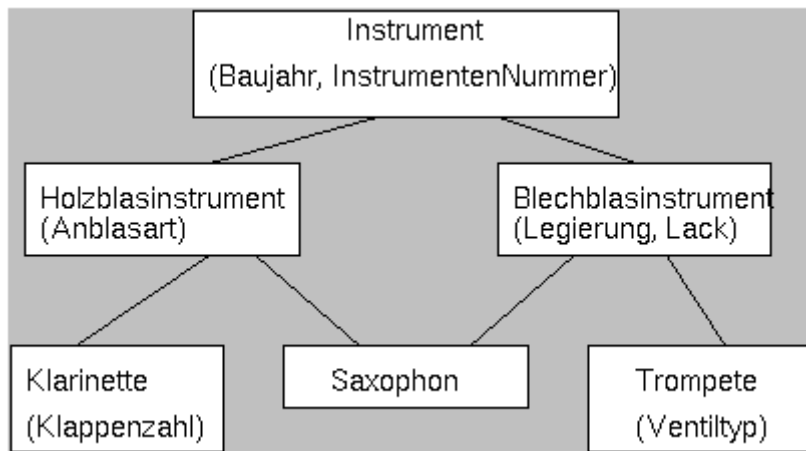 Instrument
(Baujahr, InstrumentenNummer)
Holzblasinstrument
(Anblasart)
Blechblasinstrument
(Legierung, Lack)
Klarinette
(Klappenzahl)
Saxophon
Trompete
(Ventiltyp)